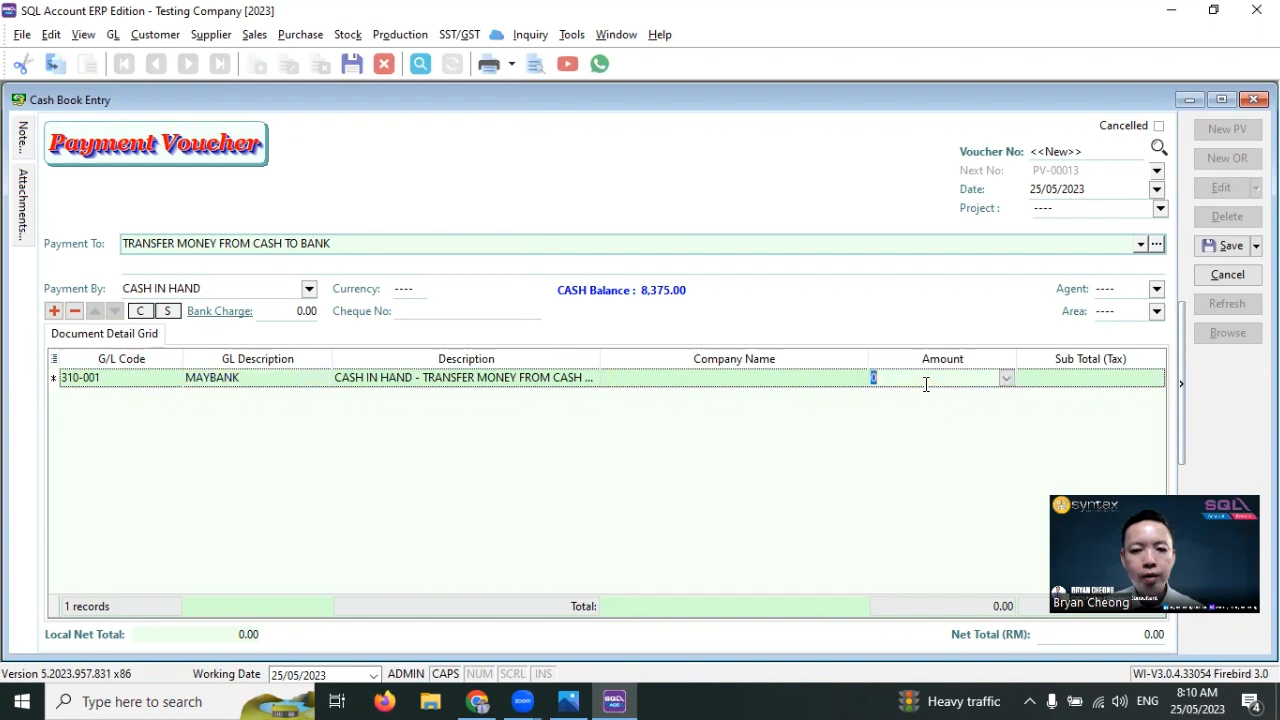 SQL Account ERP Edition - Testing Company [2023]
File Edit View GL Customer Supplier Sales Purchase Stock Production SST/GST Inquiry Tools Window Help
Cash Book Entry
Note...
Attachments...
Payment Voucher
Cancelled
Voucher No: <<New>>
Next No: PV-00013
Date: 25/05/2023
Project : ----
New PV
New OR
Edit
Delete
Save
Cancel
Refresh
Browse
Payment To: TRANSFER MONEY FROM CASH TO BANK
Payment By: CASH IN HAND Currency: ---- CASH Balance : 8,375.00 Agent: ----
C S Bank Charge: 0.00 Cheque No: Area: ----
Document Detail Grid
G/L Code GL Description Description Company Name Amount Sub Total (Tax)
310-001 MAYBANK CASH IN HAND - TRANSFER MONEY FROM CASH ... 0
1 records Total: 0.00
Local Net Total: 0.00 Net Total (RM): 0.00
syntax SQL
BRYAN CHEONG
Bryan Cheong
Version 5.2023.957.831 x86 Working Date 25/05/2023 ADMIN CAPS NUM SCRL INS WI-V3.0.4.33054 Firebird 3.0
Type here to search
zoom
Heavy traffic
ENG
8:10 AM
25/05/2023
4